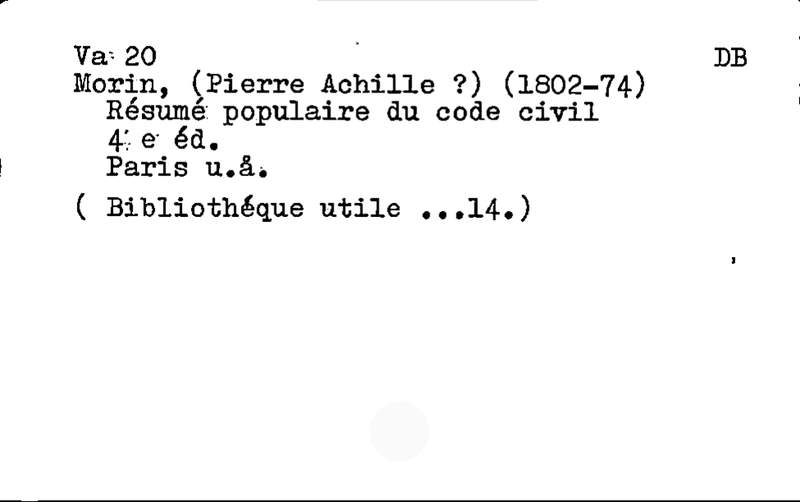 Va 20 DB
Morin, (Pierre Achille ?) (1802-74)
Résumé populaire du code civil
4 e éd.
Paris u.å.
( Bibliothéque utile ...14.)